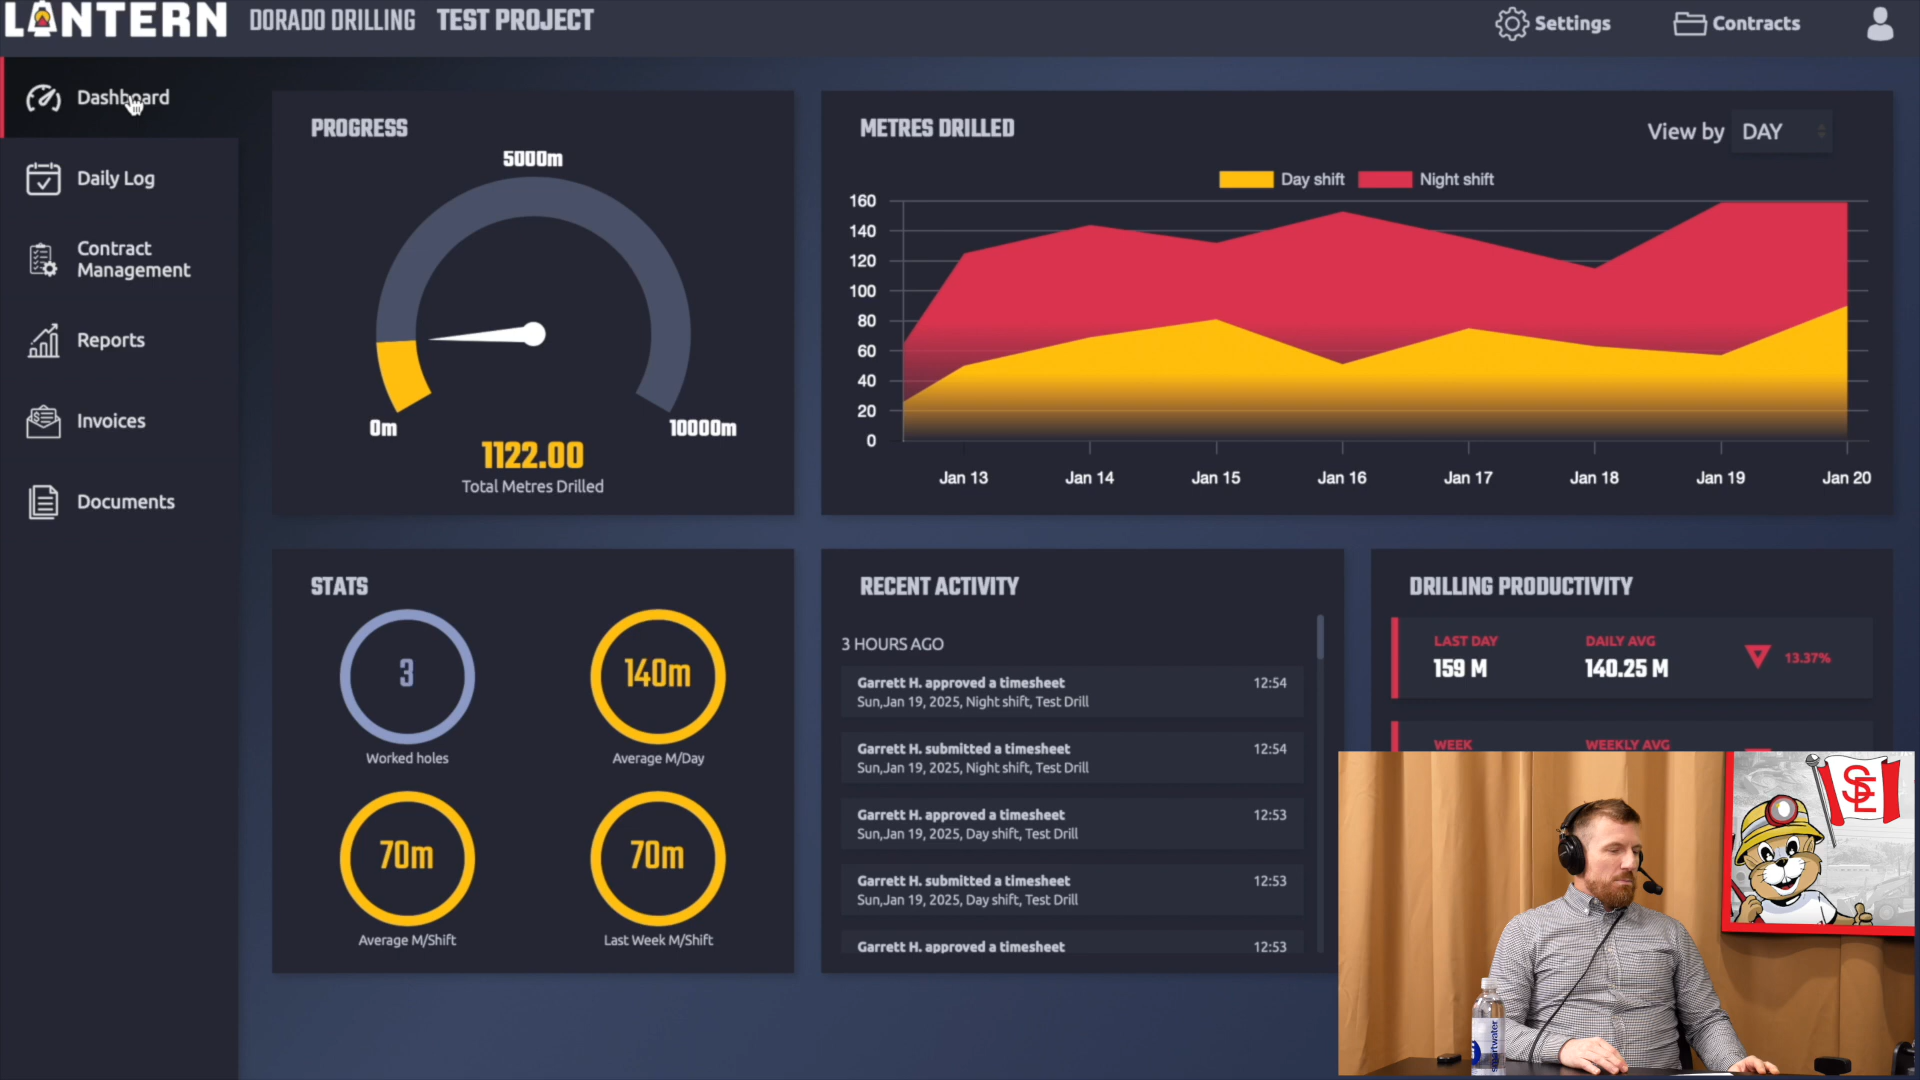 LANTERN DORADO DRILLING TEST PROJECT
Settings
Contracts
Dashboard
Daily Log
Contract
Management
Reports
Invoices
Documents
PROGRESS
5000m
0m
10000m
1122.00
Total Metres Drilled
METRES DRILLED
View by DAY
Day shift
Night shift
160
140
120
100
80
60
40
20
0
Jan 13
Jan 14
Jan 15
Jan 16
Jan 17
Jan 18
Jan 19
Jan 20
STATS
3
Worked holes
140m
Average M/Day
70m
Average M/Shift
70m
Last Week M/Shift
RECENT ACTIVITY
3 HOURS AGO
Garrett H. approved a timesheet 12:54
Sun,Jan 19, 2025, Night shift, Test Drill
Garrett H. submitted a timesheet 12:54
Sun,Jan 19, 2025, Night shift, Test Drill
Garrett H. approved a timesheet 12:53
Sun,Jan 19, 2025, Day shift, Test Drill
Garrett H. submitted a timesheet 12:53
Sun,Jan 19, 2025, Day shift, Test Drill
Garrett H. approved a timesheet 12:53
DRILLING PRODUCTIVITY
LAST DAY
159 M
DAILY AVG
140.25 M
13.37%
WEEK
WEEKLY AVG
SE
smartwater